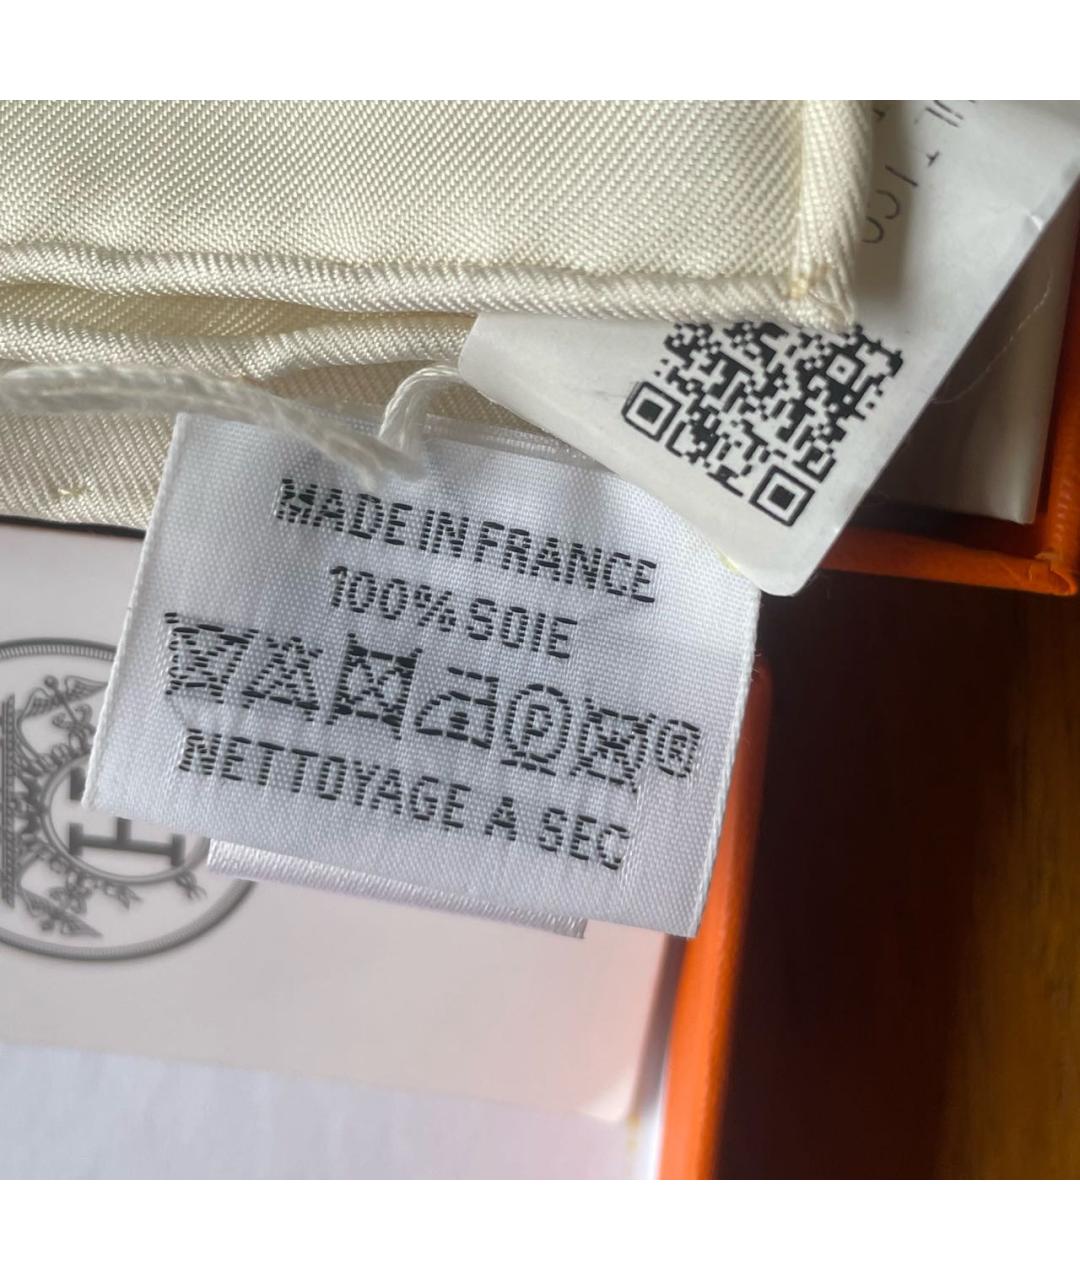 MADE IN FRANCE
100% SOIE
P
®
NETTOYAGE A SEC
H